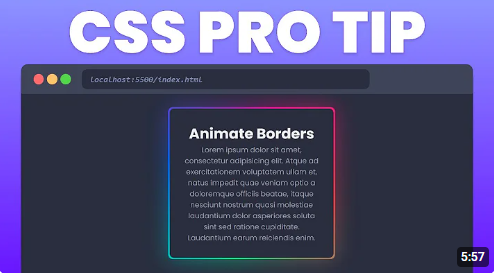 CSS PRO TIP
localhost:5500/index.html
Animate Borders
Lorem ipsum dolor sit amet,
consectetur adipisicing elit. Atque ad
exercitationem voluptatem ullam et,
natus impedit quae veniam optio a
doloremque officiis beatae, itaque
nesciunt nostrum quasi molestiae
laudantium dolor asperiores soluta
sint sed ratione cupiditate.
Laudantium earum reiciendis enim.
5:57